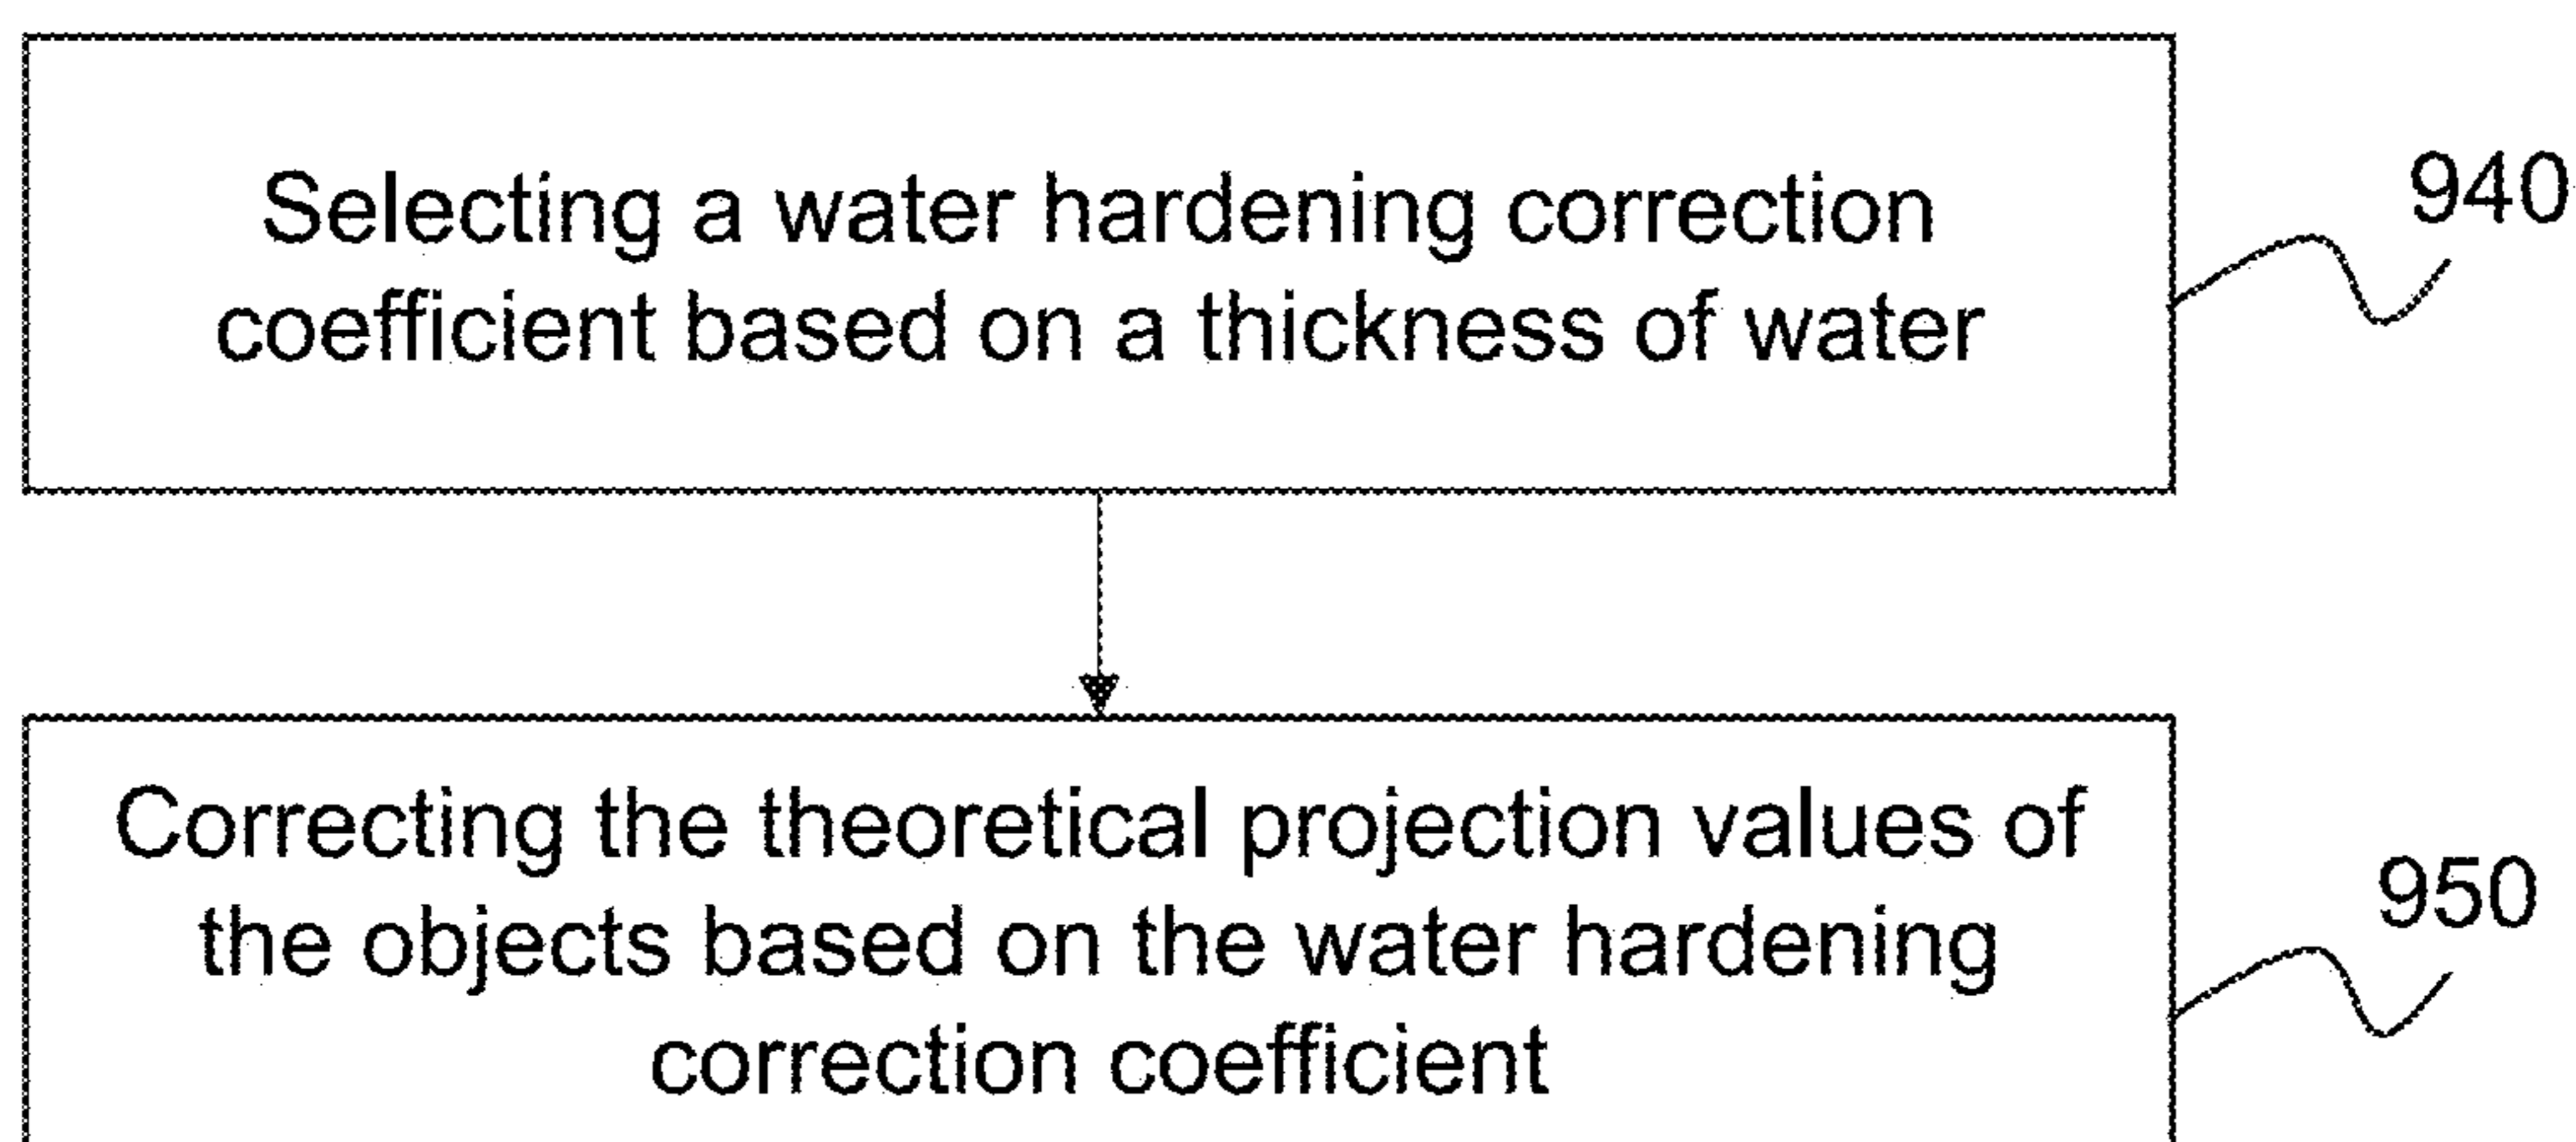 Selecting a water hardening correction
coefficient based on a thickness of water
940
Correcting the theoretical projection values of
the objects based on the water hardening
correction coefficient
950